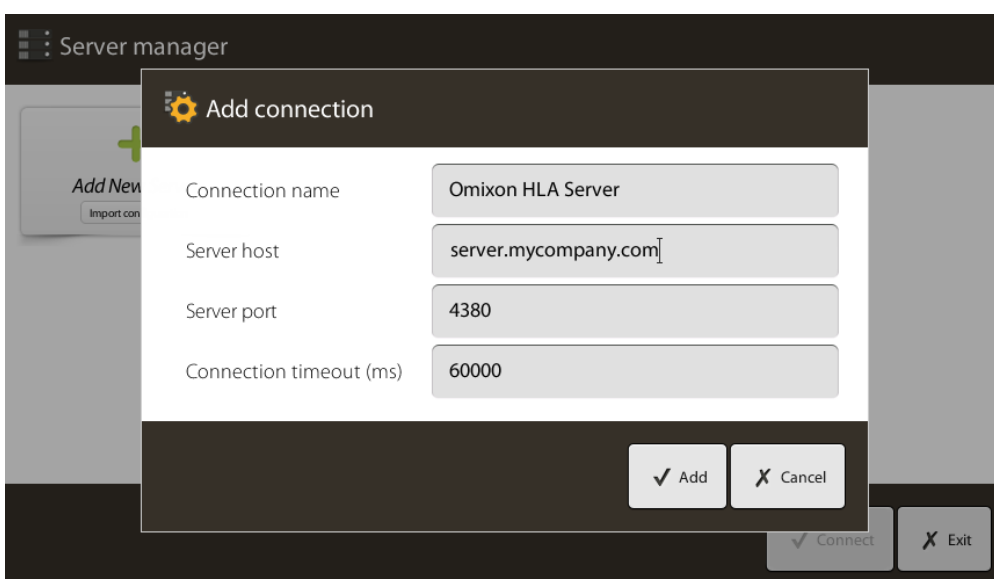 Server manager
Add connection
Add New
Import con
Connection name
Omixon HLA Server
Server host
server.mycompany.com
Server port
4380
Connection timeout (ms)
60000
Add
Cancel
Connect
Exit